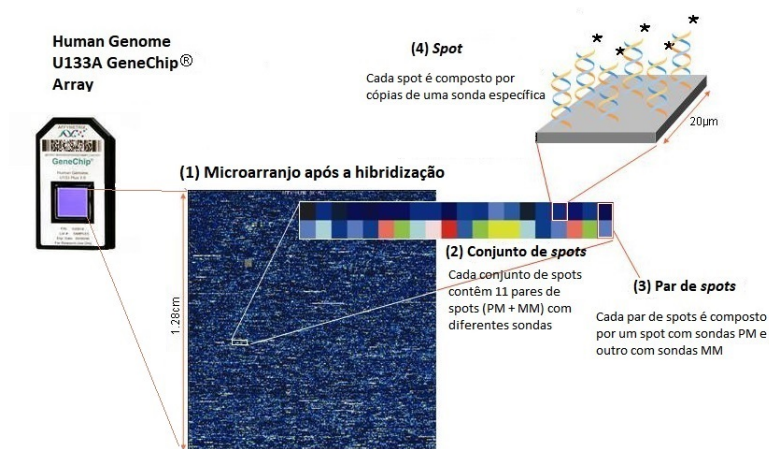 Human Genome
U133A GeneChip®
Array
(4) Spot
Cada spot é composto por
cópias de uma sonda específica
20µm
GeneChip®
Human Genome
(1) Microarranjo após a hibridização
1.28cm
(2) Conjunto de spots
Cada conjunto de spots
contêm 11 pares de
spots (PM + MM) com
diferentes sondas
(3) Par de spots
Cada par de spots é composto
por um spot com sondas PM e
outro com sondas MM